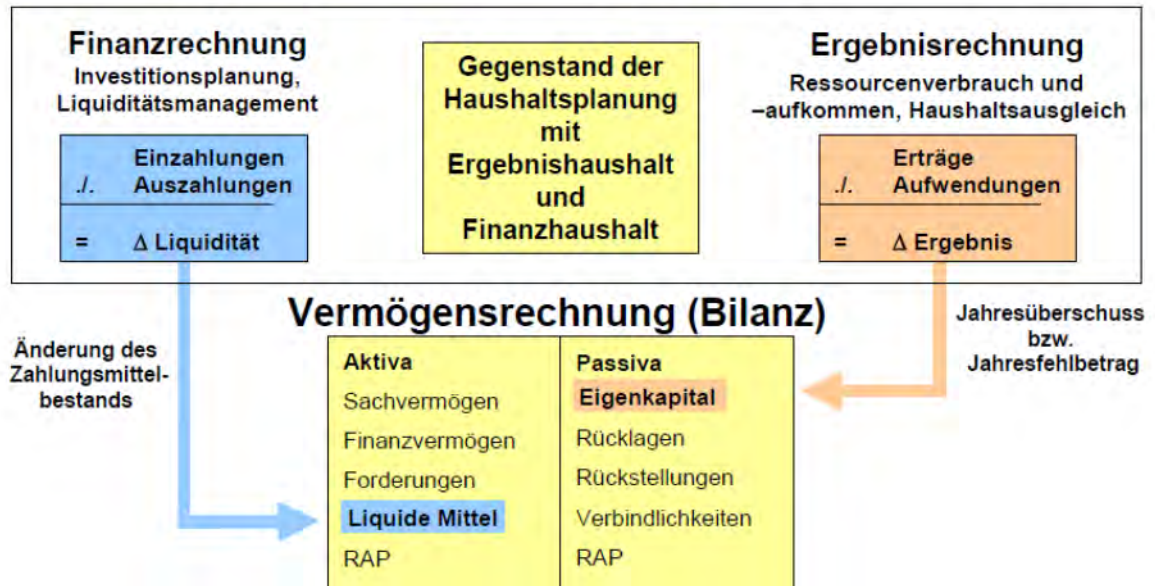 Finanzrechnung
Investitionsplanung,
Liquiditätsmanagement
Einzahlungen
./. Auszahlungen
= Δ Liquidität
Gegenstand der
Haushaltsplanung
mit
Ergebnishaushalt
und
Finanzhaushalt
Ergebnisrechnung
Ressourcenverbrauch und
–aufkommen, Haushaltsausgleich
Erträge
./. Aufwendungen
= Δ Ergebnis
Vermögensrechnung (Bilanz)
Änderung des
Zahlungsmittel-
bestands
Aktiva
Sachvermögen
Finanzvermögen
Forderungen
Liquide Mittel
RAP
Passiva
Eigenkapital
Rücklagen
Rückstellungen
Verbindlichkeiten
RAP
Jahresüberschuss
bzw.
Jahresfehlbetrag